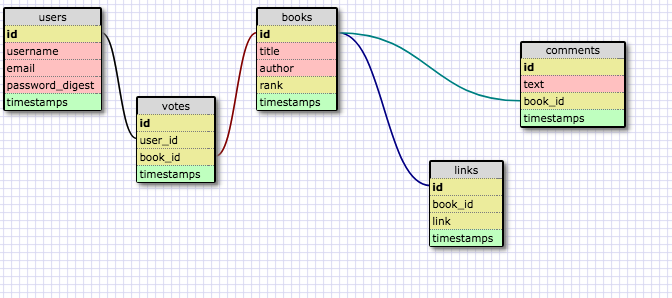 users
id
username
email
password_digest
timestamps
votes
id
user_id
book_id
timestamps
books
id
title
author
rank
timestamps
comments
id
text
book_id
timestamps
links
id
book_id
link
timestamps